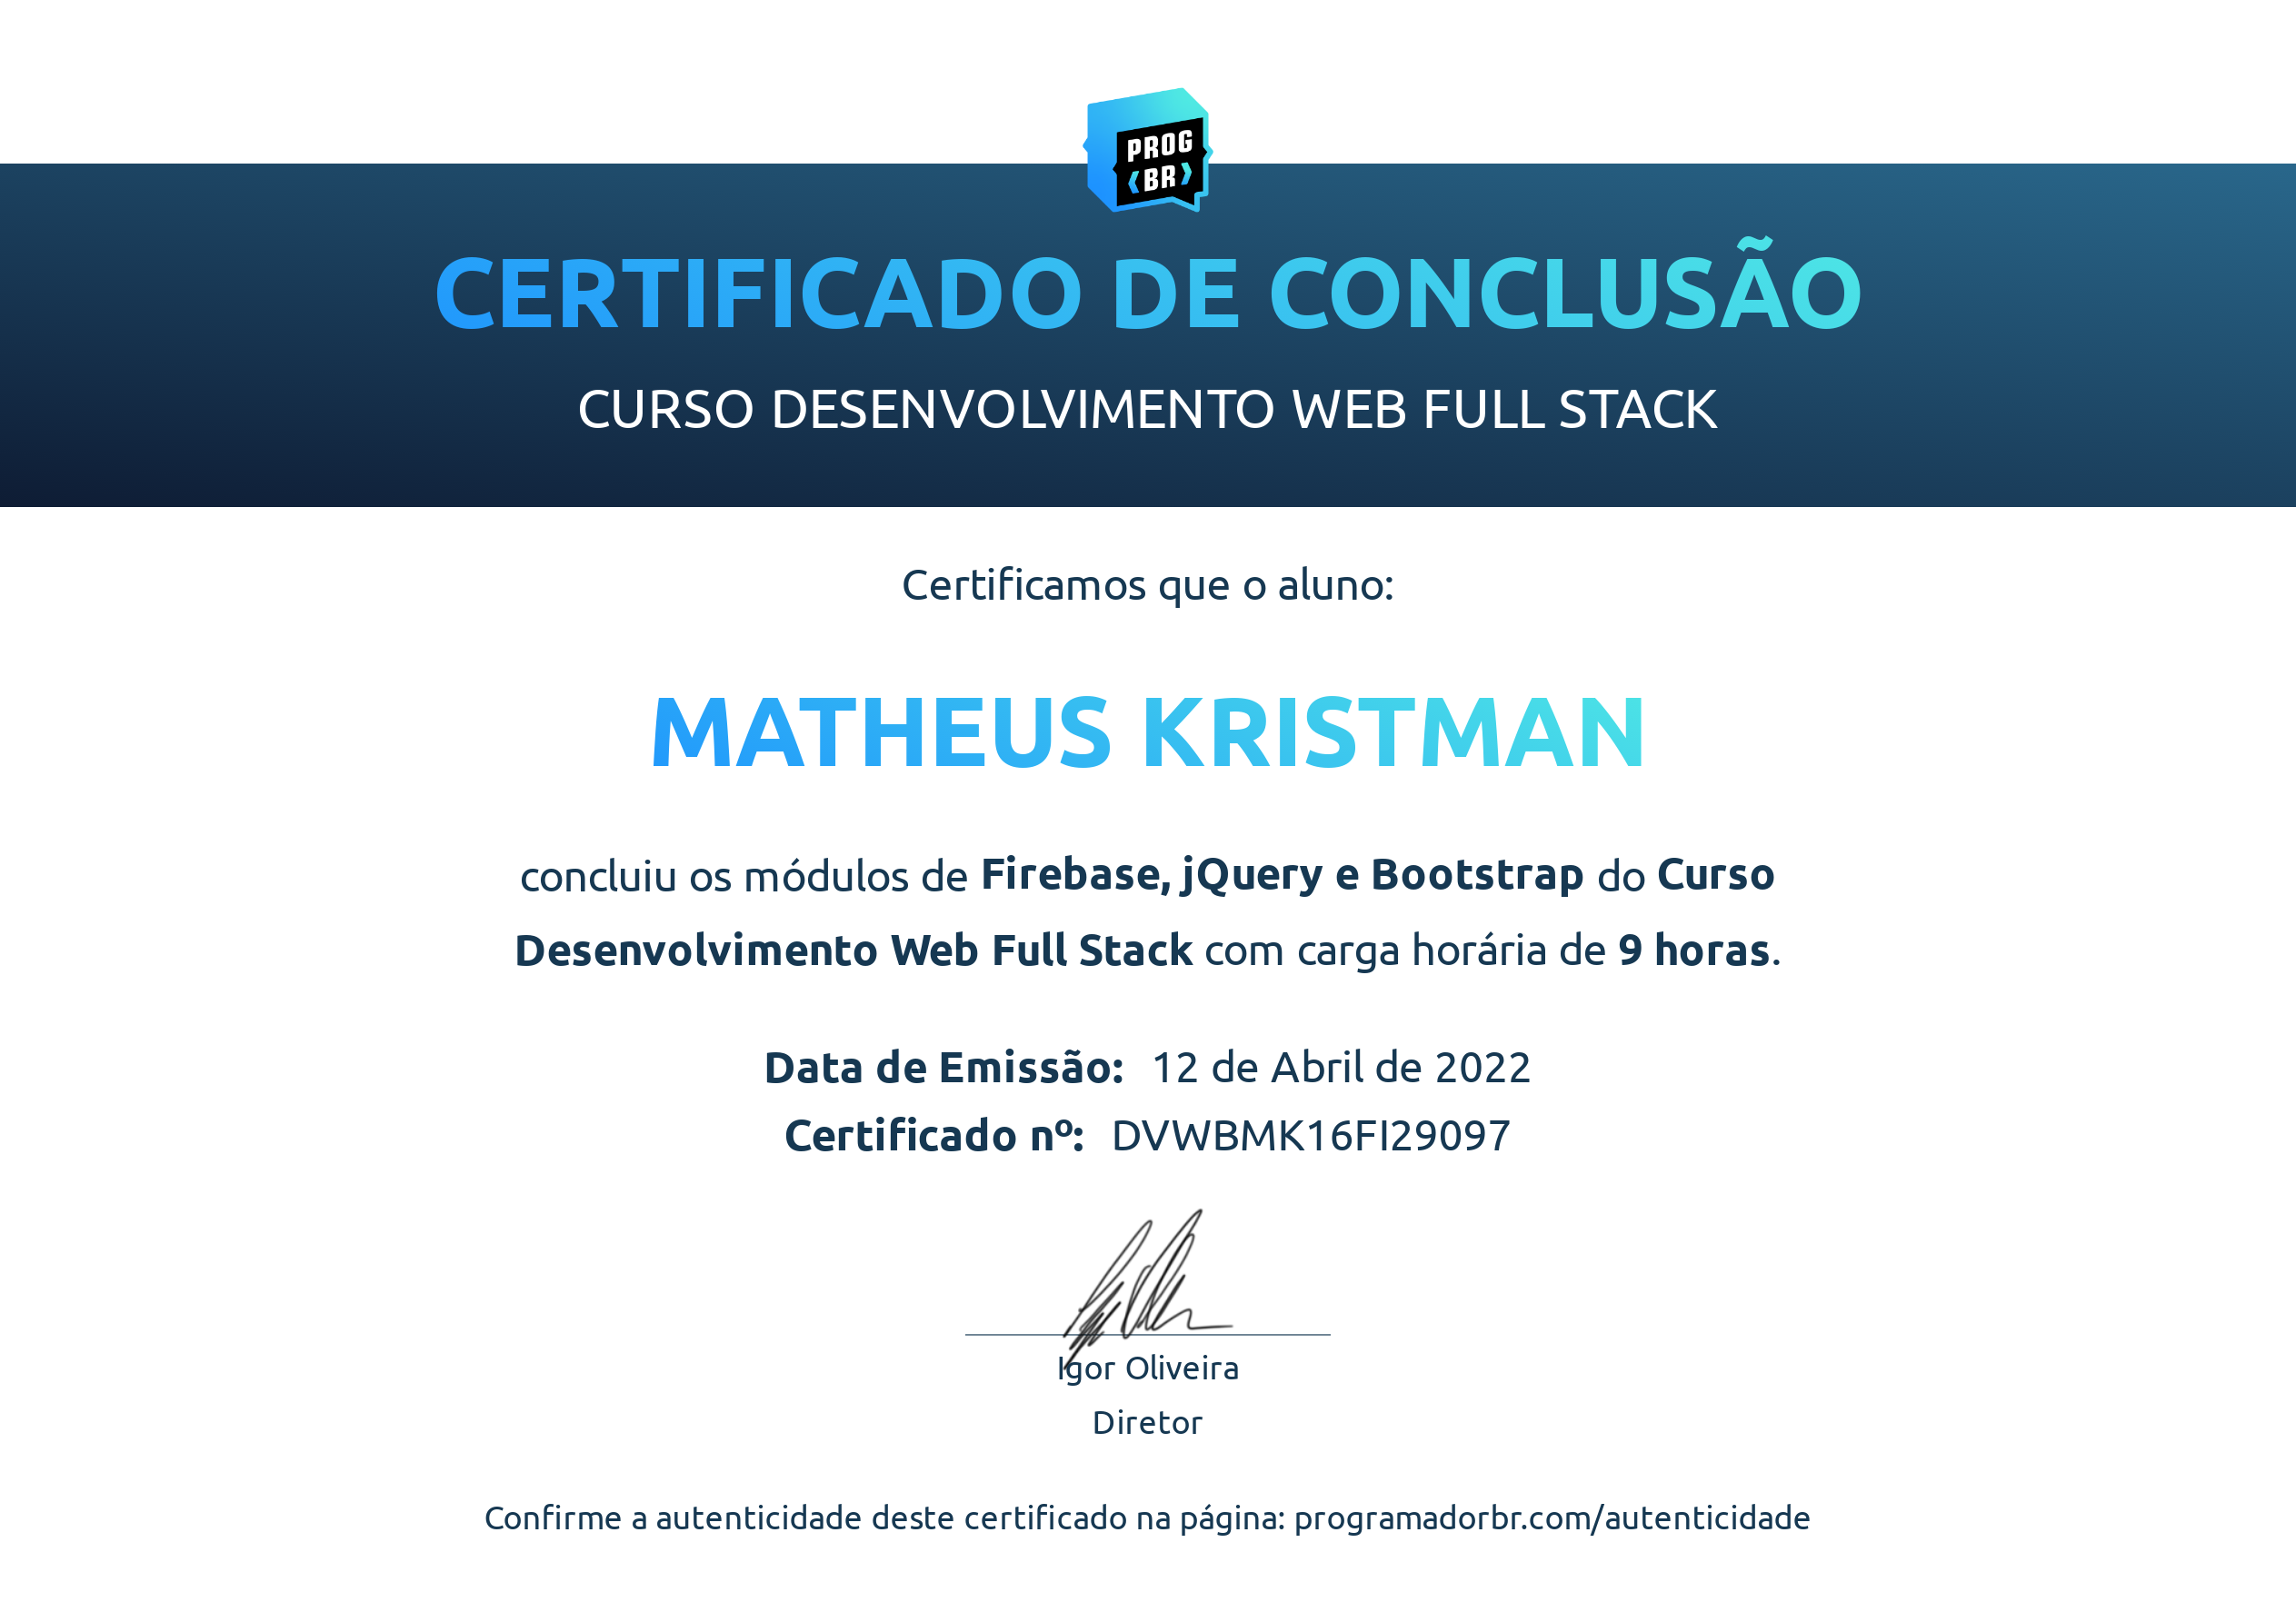 PROG
<BR>
CERTIFICADO DE CONCLUSÃO
CURSO DESENVOLVIMENTO WEB FULL STACK
Certificamos que o aluno:
MATHEUS KRISTMAN
concluiu os módulos de Firebase, jQuery e Bootstrap do Curso
Desenvolvimento Web Full Stack com carga horária de 9 horas.
Data de Emissão: 12 de Abril de 2022
Certificado nº: DVWBMK16FI29097
Igor Oliveira
Diretor
Confirme a autenticidade deste certificado na página: programadorbr.com/autenticidade